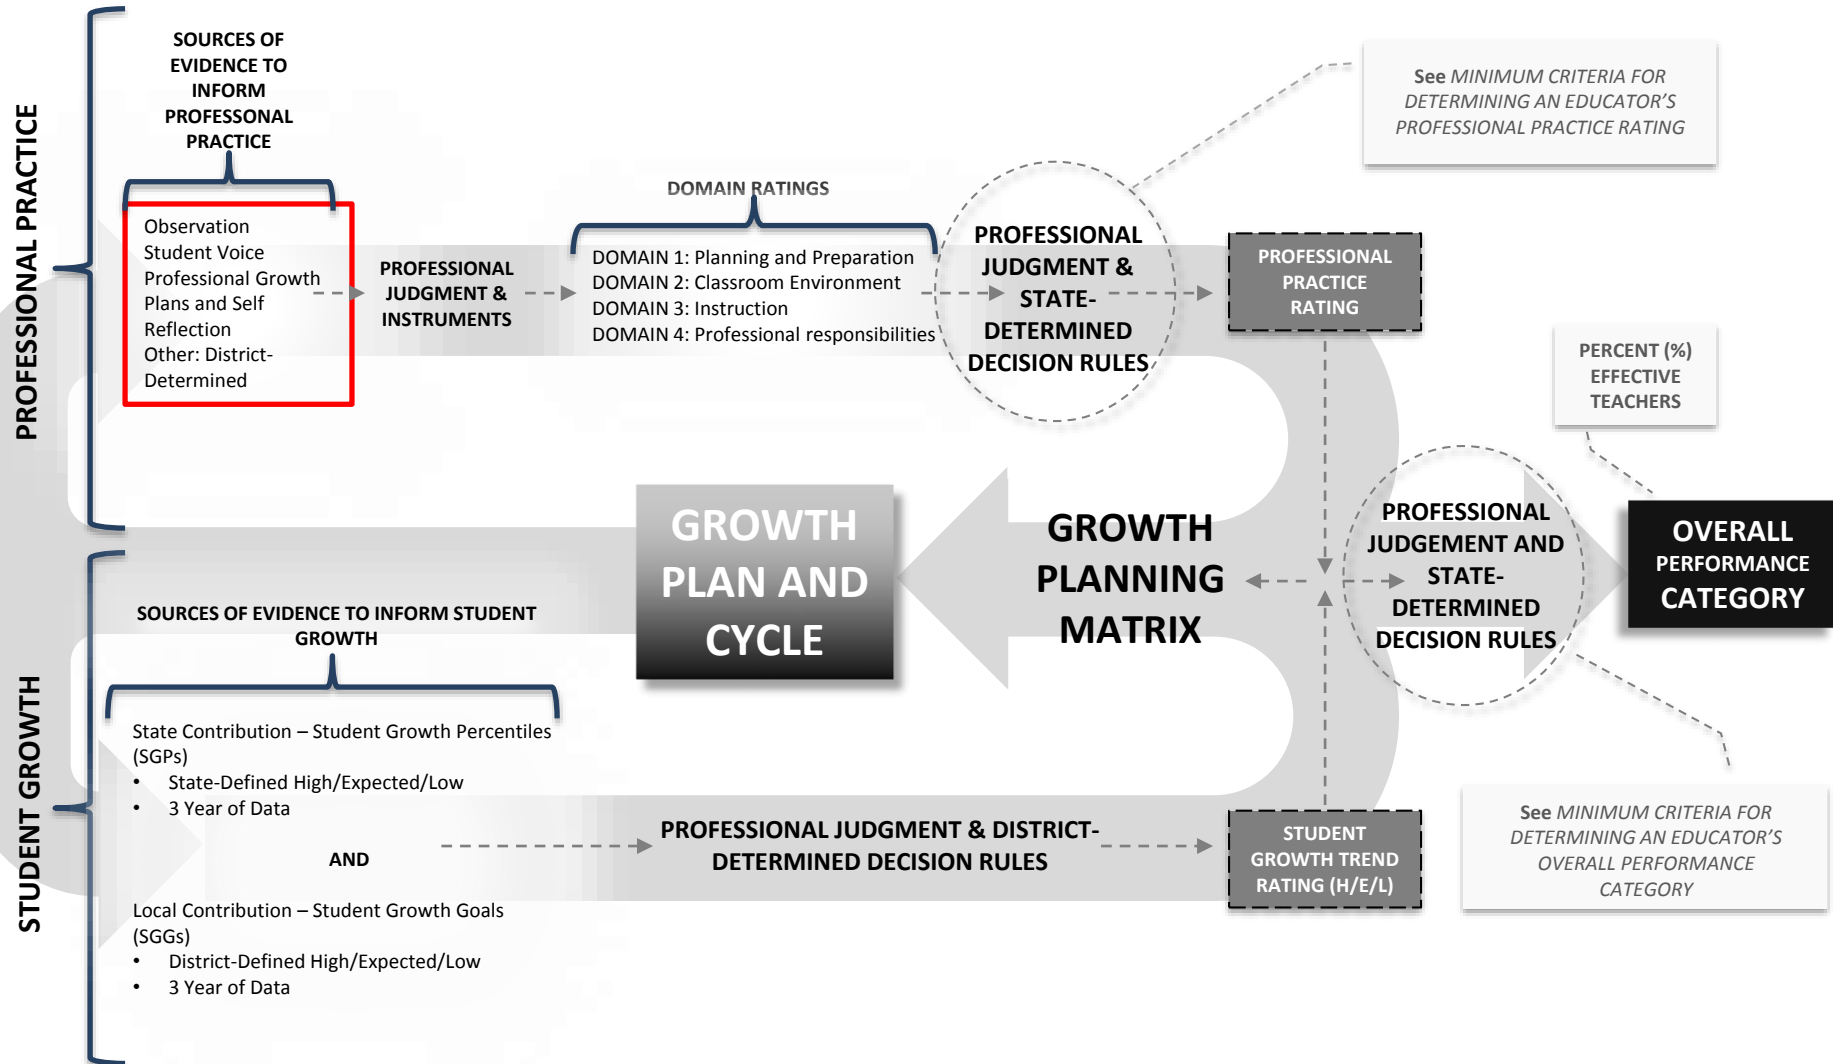 PROFESSIONAL PRACTICE
SOURCES OF
EVIDENCE TO
INFORM
PROFESSONAL
PRACTICE
Observation
Student Voice
Professional Growth
Plans and Self
Reflection
Other: District-
Determined
PROFESSIONAL
JUDGMENT &
INSTRUMENTS
DOMAIN RATINGS
DOMAIN 1: Planning and Preparation
DOMAIN 2: Classroom Environment
DOMAIN 3: Instruction
DOMAIN 4: Professional responsibilities
PROFESSIONAL
JUDGMENT &
STATE-
DETERMINED
DECISION RULES
See MINIMUM CRITERIA FOR
DETERMINING AN EDUCATOR'S
PROFESSIONAL PRACTICE RATING
PROFESSIONAL
PRACTICE
RATING
PERCENT (%)
EFFECTIVE
TEACHERS
GROWTH
PLAN AND
CYCLE
GROWTH
PLANNING
MATRIX
PROFESSIONAL
JUDGEMENT AND
STATE-
DETERMINED
DECISION RULES
OVERALL
PERFORMANCE
CATEGORY
STUDENT GROWTH
SOURCES OF EVIDENCE TO INFORM STUDENT
GROWTH
State Contribution – Student Growth Percentiles
(SGPs)
• State-Defined High/Expected/Low
• 3 Year of Data
AND
Local Contribution – Student Growth Goals
(SGGs)
• District-Defined High/Expected/Low
• 3 Year of Data
PROFESSIONAL JUDGMENT & DISTRICT-
DETERMINED DECISION RULES
STUDENT
GROWTH TREND
RATING (H/E/L)
See MINIMUM CRITERIA FOR
DETERMINING AN EDUCATOR'S
OVERALL PERFORMANCE
CATEGORY